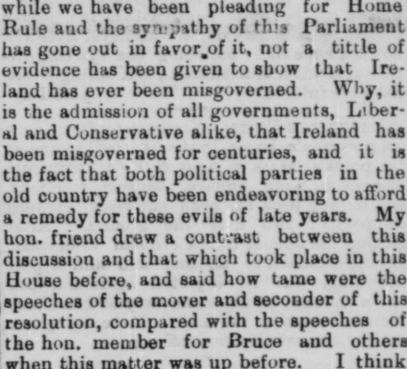 while we have been pleading for Home
Rule and the sympathy of this Parliament
has gone out in favor of it, not a tittle of
evidence has been given to show that Ire-
land has ever been misgoverned. Why, it
is the admission of all governments, Liber-
al and Conservative alike, that Ireland has
been misgoverned for centuries, and it is
the fact that both political parties in the
old country have been endeavoring to afford
a remedy for these evils of late years. My
hon. friend drew a contrast between this
discussion and that which took place in this
House before, and said how tame were the
speeches of the mover and seconder of this
resolution, compared with the speeches of
the hon. member for Bruce and others
when this matter was up before. I think